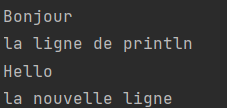 Bonjour
la ligne de println
Hello
la nouvelle ligne